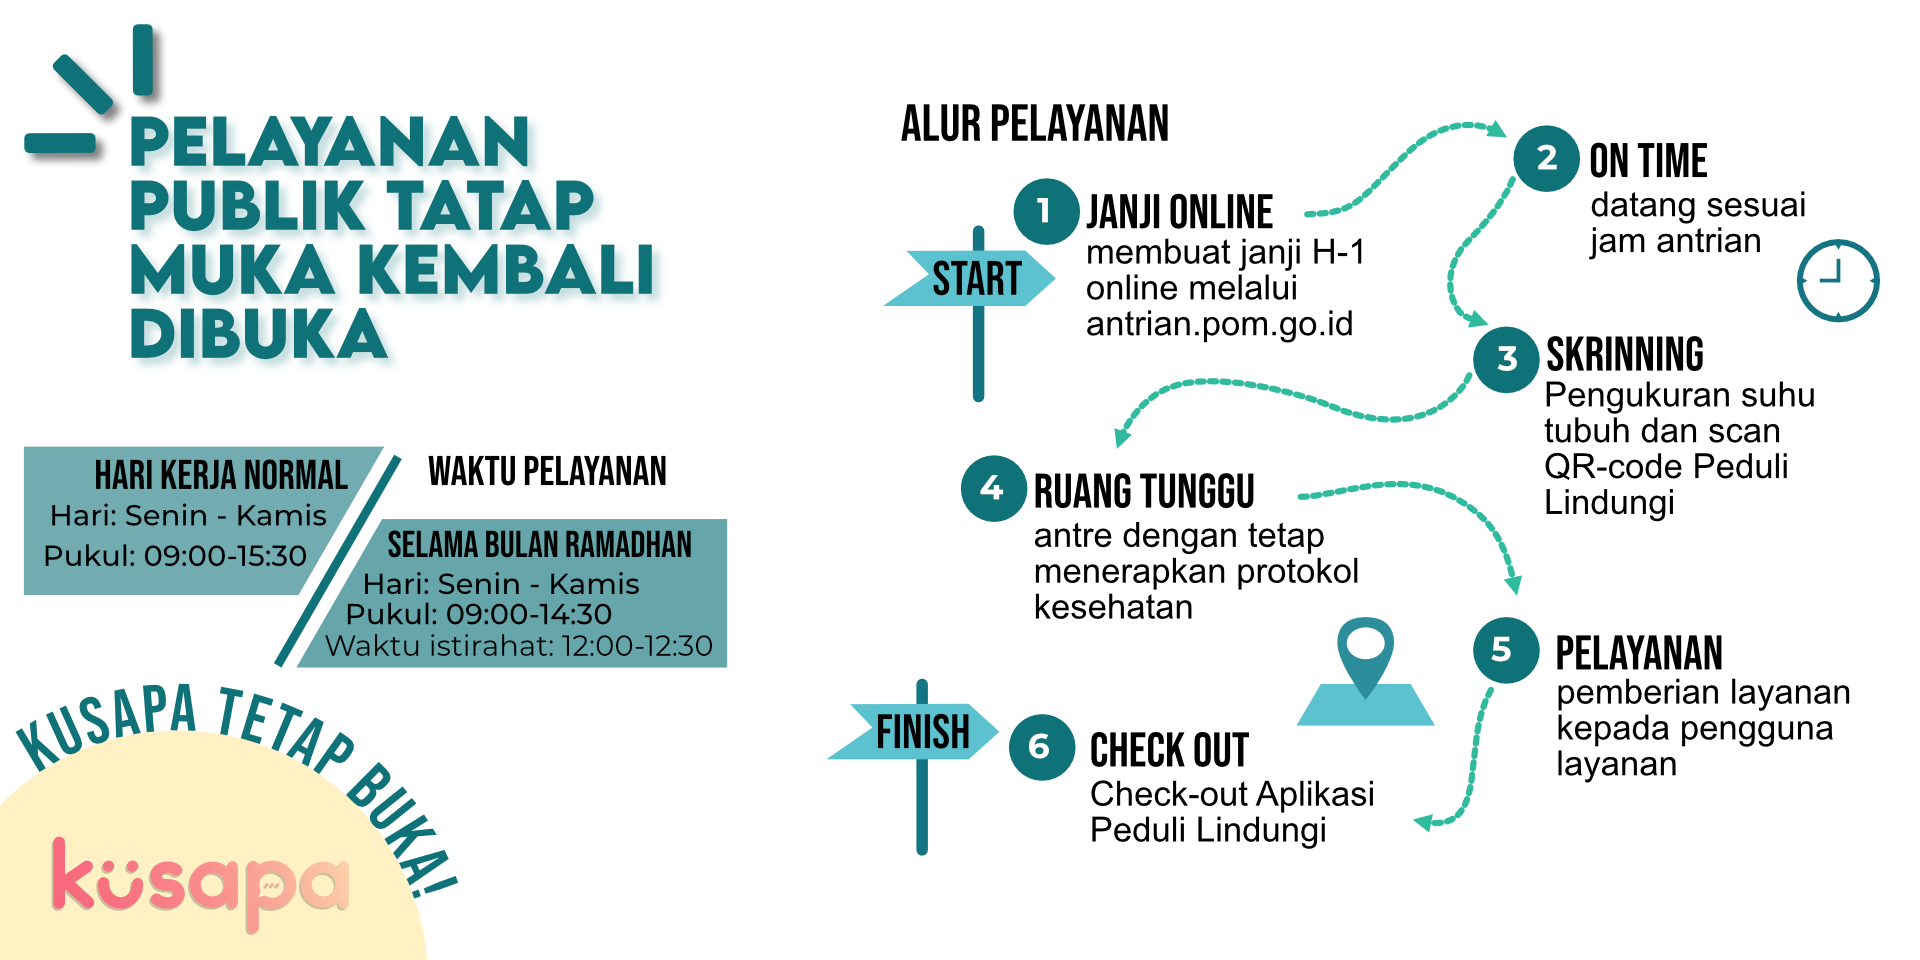 PELAYANAN
PUBLIK TATAP
MUKA KEMBALI
DIBUKA
HARI KERJA NORMAL
Hari: Senin - Kamis
Pukul: 09:00-15:30
WAKTU PELAYANAN
SELAMA BULAN RAMADHAN
Hari: Senin - Kamis
Pukul: 09:00-14:30
Waktu istirahat: 12:00-12:30
KUSAPA TETAP BUKA!
kusapa
ALUR PELAYANAN
START
1
JANJI ONLINE
membuat janji H-1
online melalui
antrian.pom.go.id
2
ON TIME
datang sesuai
jam antrian
3
SKRINNING
Pengukuran suhu
tubuh dan scan
QR-code Peduli
Lindungi
4
RUANG TUNGGU
antre dengan tetap
menerapkan protokol
kesehatan
5
PELAYANAN
pemberian layanan
kepada pengguna
layanan
FINISH
6
CHECK OUT
Check-out Aplikasi
Peduli Lindungi